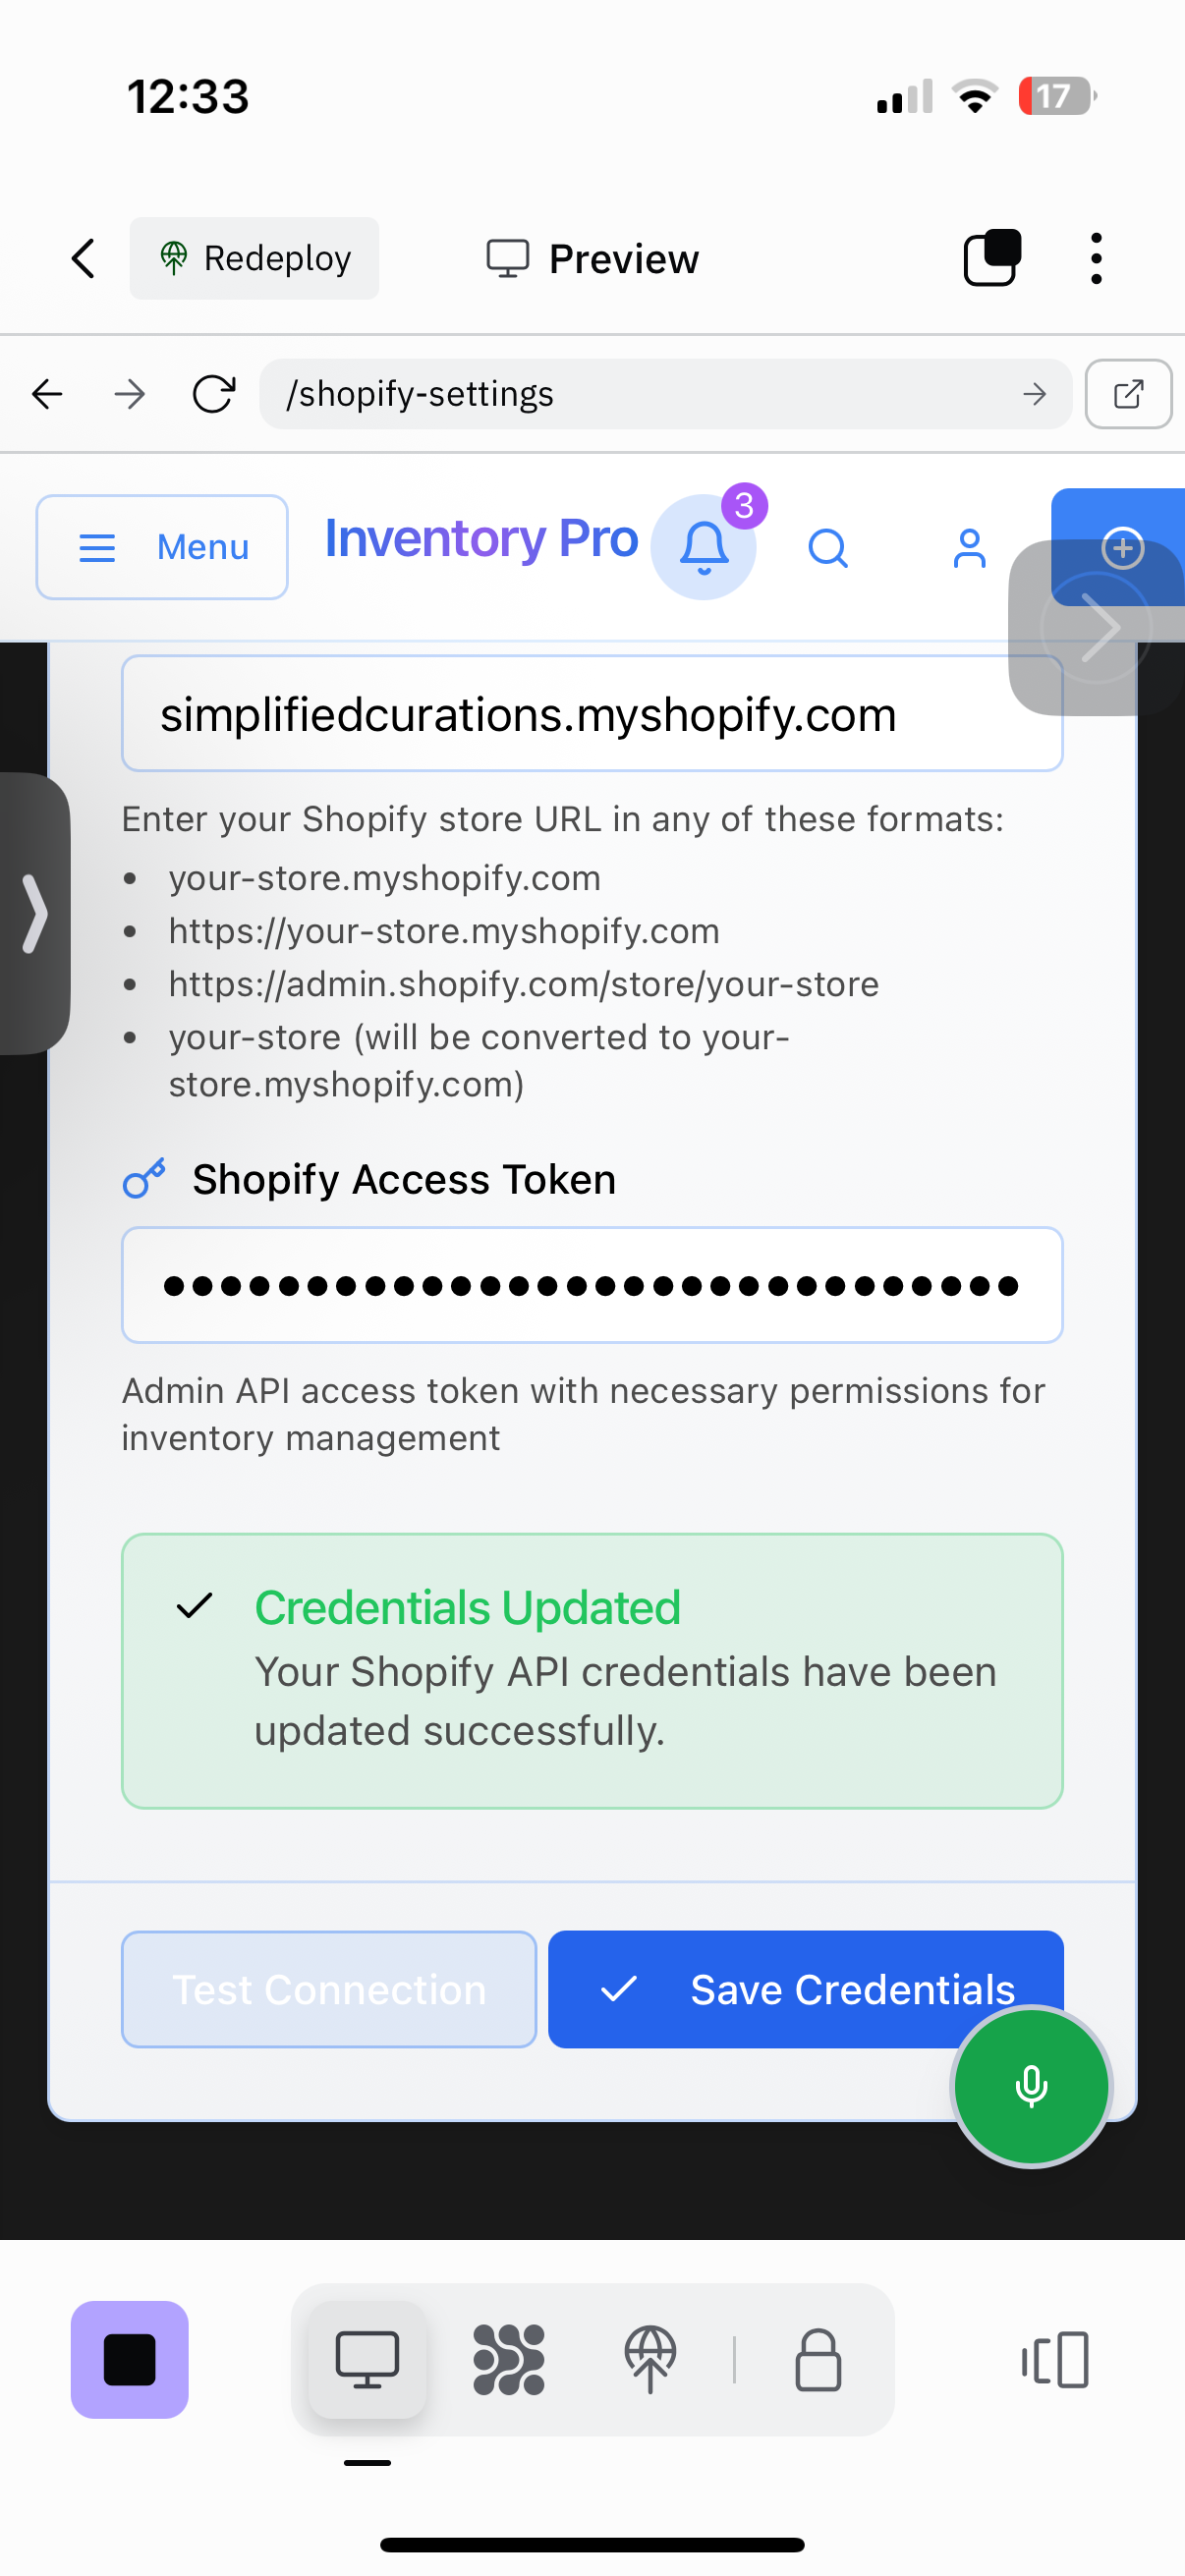 12:33
17
Redeploy
Preview
/shopify-settings
Menu
Inventory Pro
3
simplifiedcurations.myshopify.com
Enter your Shopify store URL in any of these formats:
• your-store.myshopify.com
• https://your-store.myshopify.com
• https://admin.shopify.com/store/your-store
• your-store (will be converted to your-
store.myshopify.com)
Shopify Access Token
Admin API access token with necessary permissions for
inventory management
Credentials Updated
Your Shopify API credentials have been
updated successfully.
Test Connection
Save Credentials